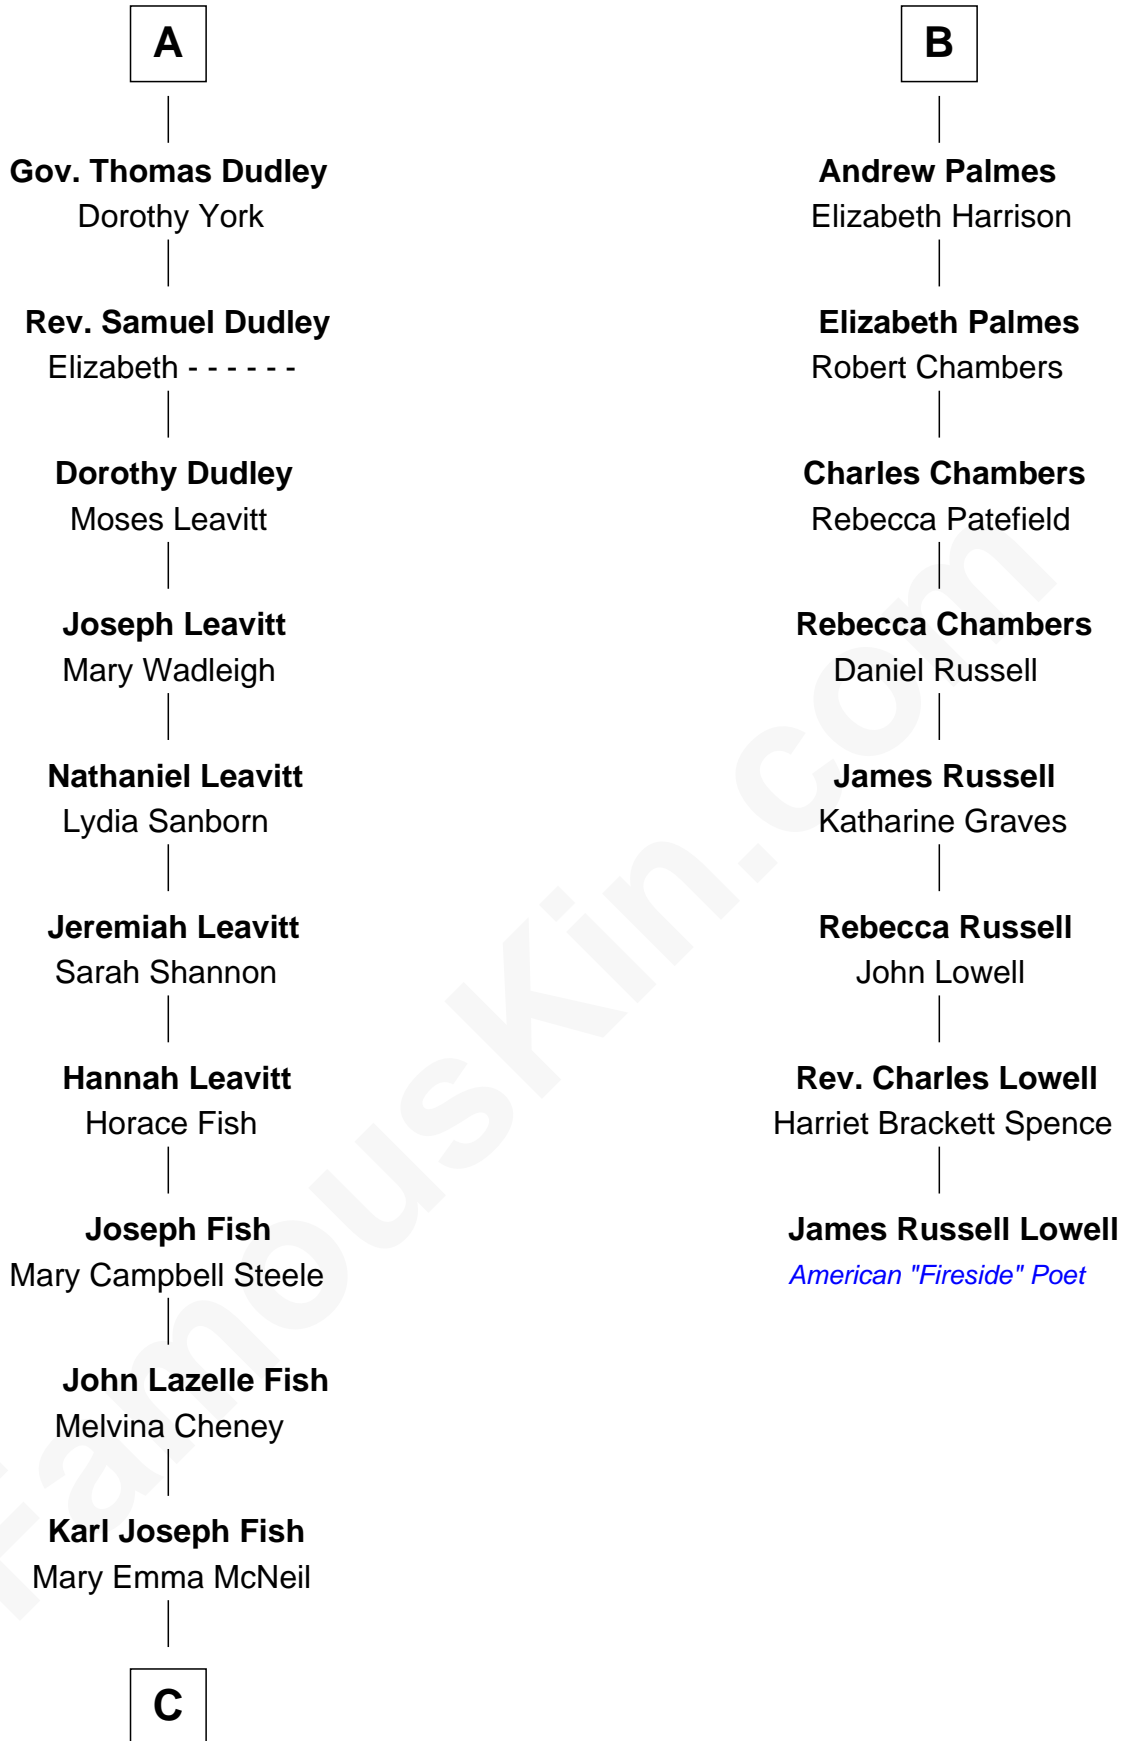 A
Gov. Thomas Dudley
Dorothy York
Rev. Samuel Dudley
Elizabeth - - - - - -
Dorothy Dudley
Moses Leavitt
Joseph Leavitt
Mary Wadleigh
Nathaniel Leavitt
Lydia Sanborn
Jeremiah Leavitt
Sarah Shannon
Hannah Leavitt
Horace Fish
Joseph Fish
Mary Campbell Steele
John Lazelle Fish
Melvina Cheney
Karl Joseph Fish
Mary Emma McNeil
C
B
Andrew Palmes
Elizabeth Harrison
Elizabeth Palmes
Robert Chambers
Charles Chambers
Rebecca Patefield
Rebecca Chambers
Daniel Russell
James Russell
Katharine Graves
Rebecca Russell
John Lowell
Rev. Charles Lowell
Harriet Brackett Spence
James Russell Lowell
American "Fireside" Poet
FamousKin.com